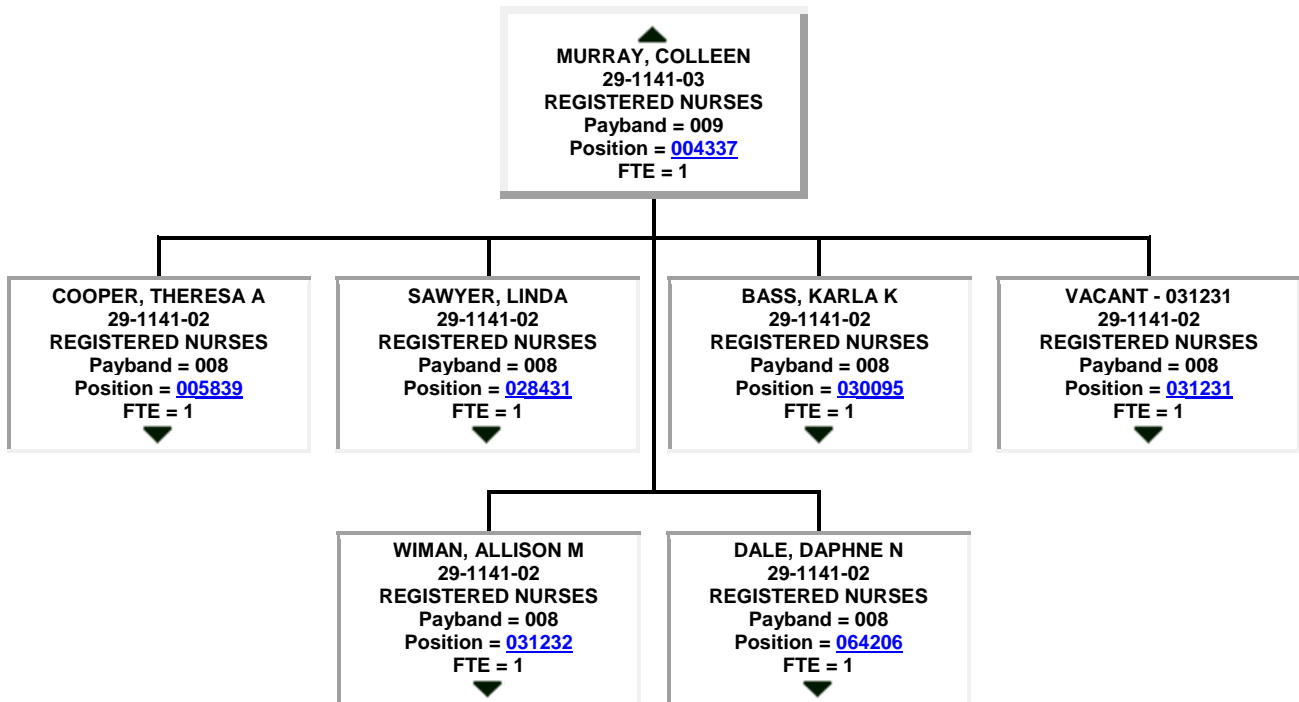 MURRAY, COLLEEN
29-1141-03
REGISTERED NURSES
Payband = 009
Position = 004337
FTE = 1
COOPER, THERESA A
29-1141-02
REGISTERED NURSES
Payband = 008
Position = 005839
FTE = 1
SAWYER, LINDA
29-1141-02
REGISTERED NURSES
Payband = 008
Position = 028431
FTE = 1
BASS, KARLA K
29-1141-02
REGISTERED NURSES
Payband = 008
Position = 030095
FTE = 1
VACANT - 031231
29-1141-02
REGISTERED NURSES
Payband = 008
Position = 031231
FTE = 1
WIMAN, ALLISON M
29-1141-02
REGISTERED NURSES
Payband = 008
Position = 031232
FTE = 1
DALE, DAPHNE N
29-1141-02
REGISTERED NURSES
Payband = 008
Position = 064206
FTE = 1